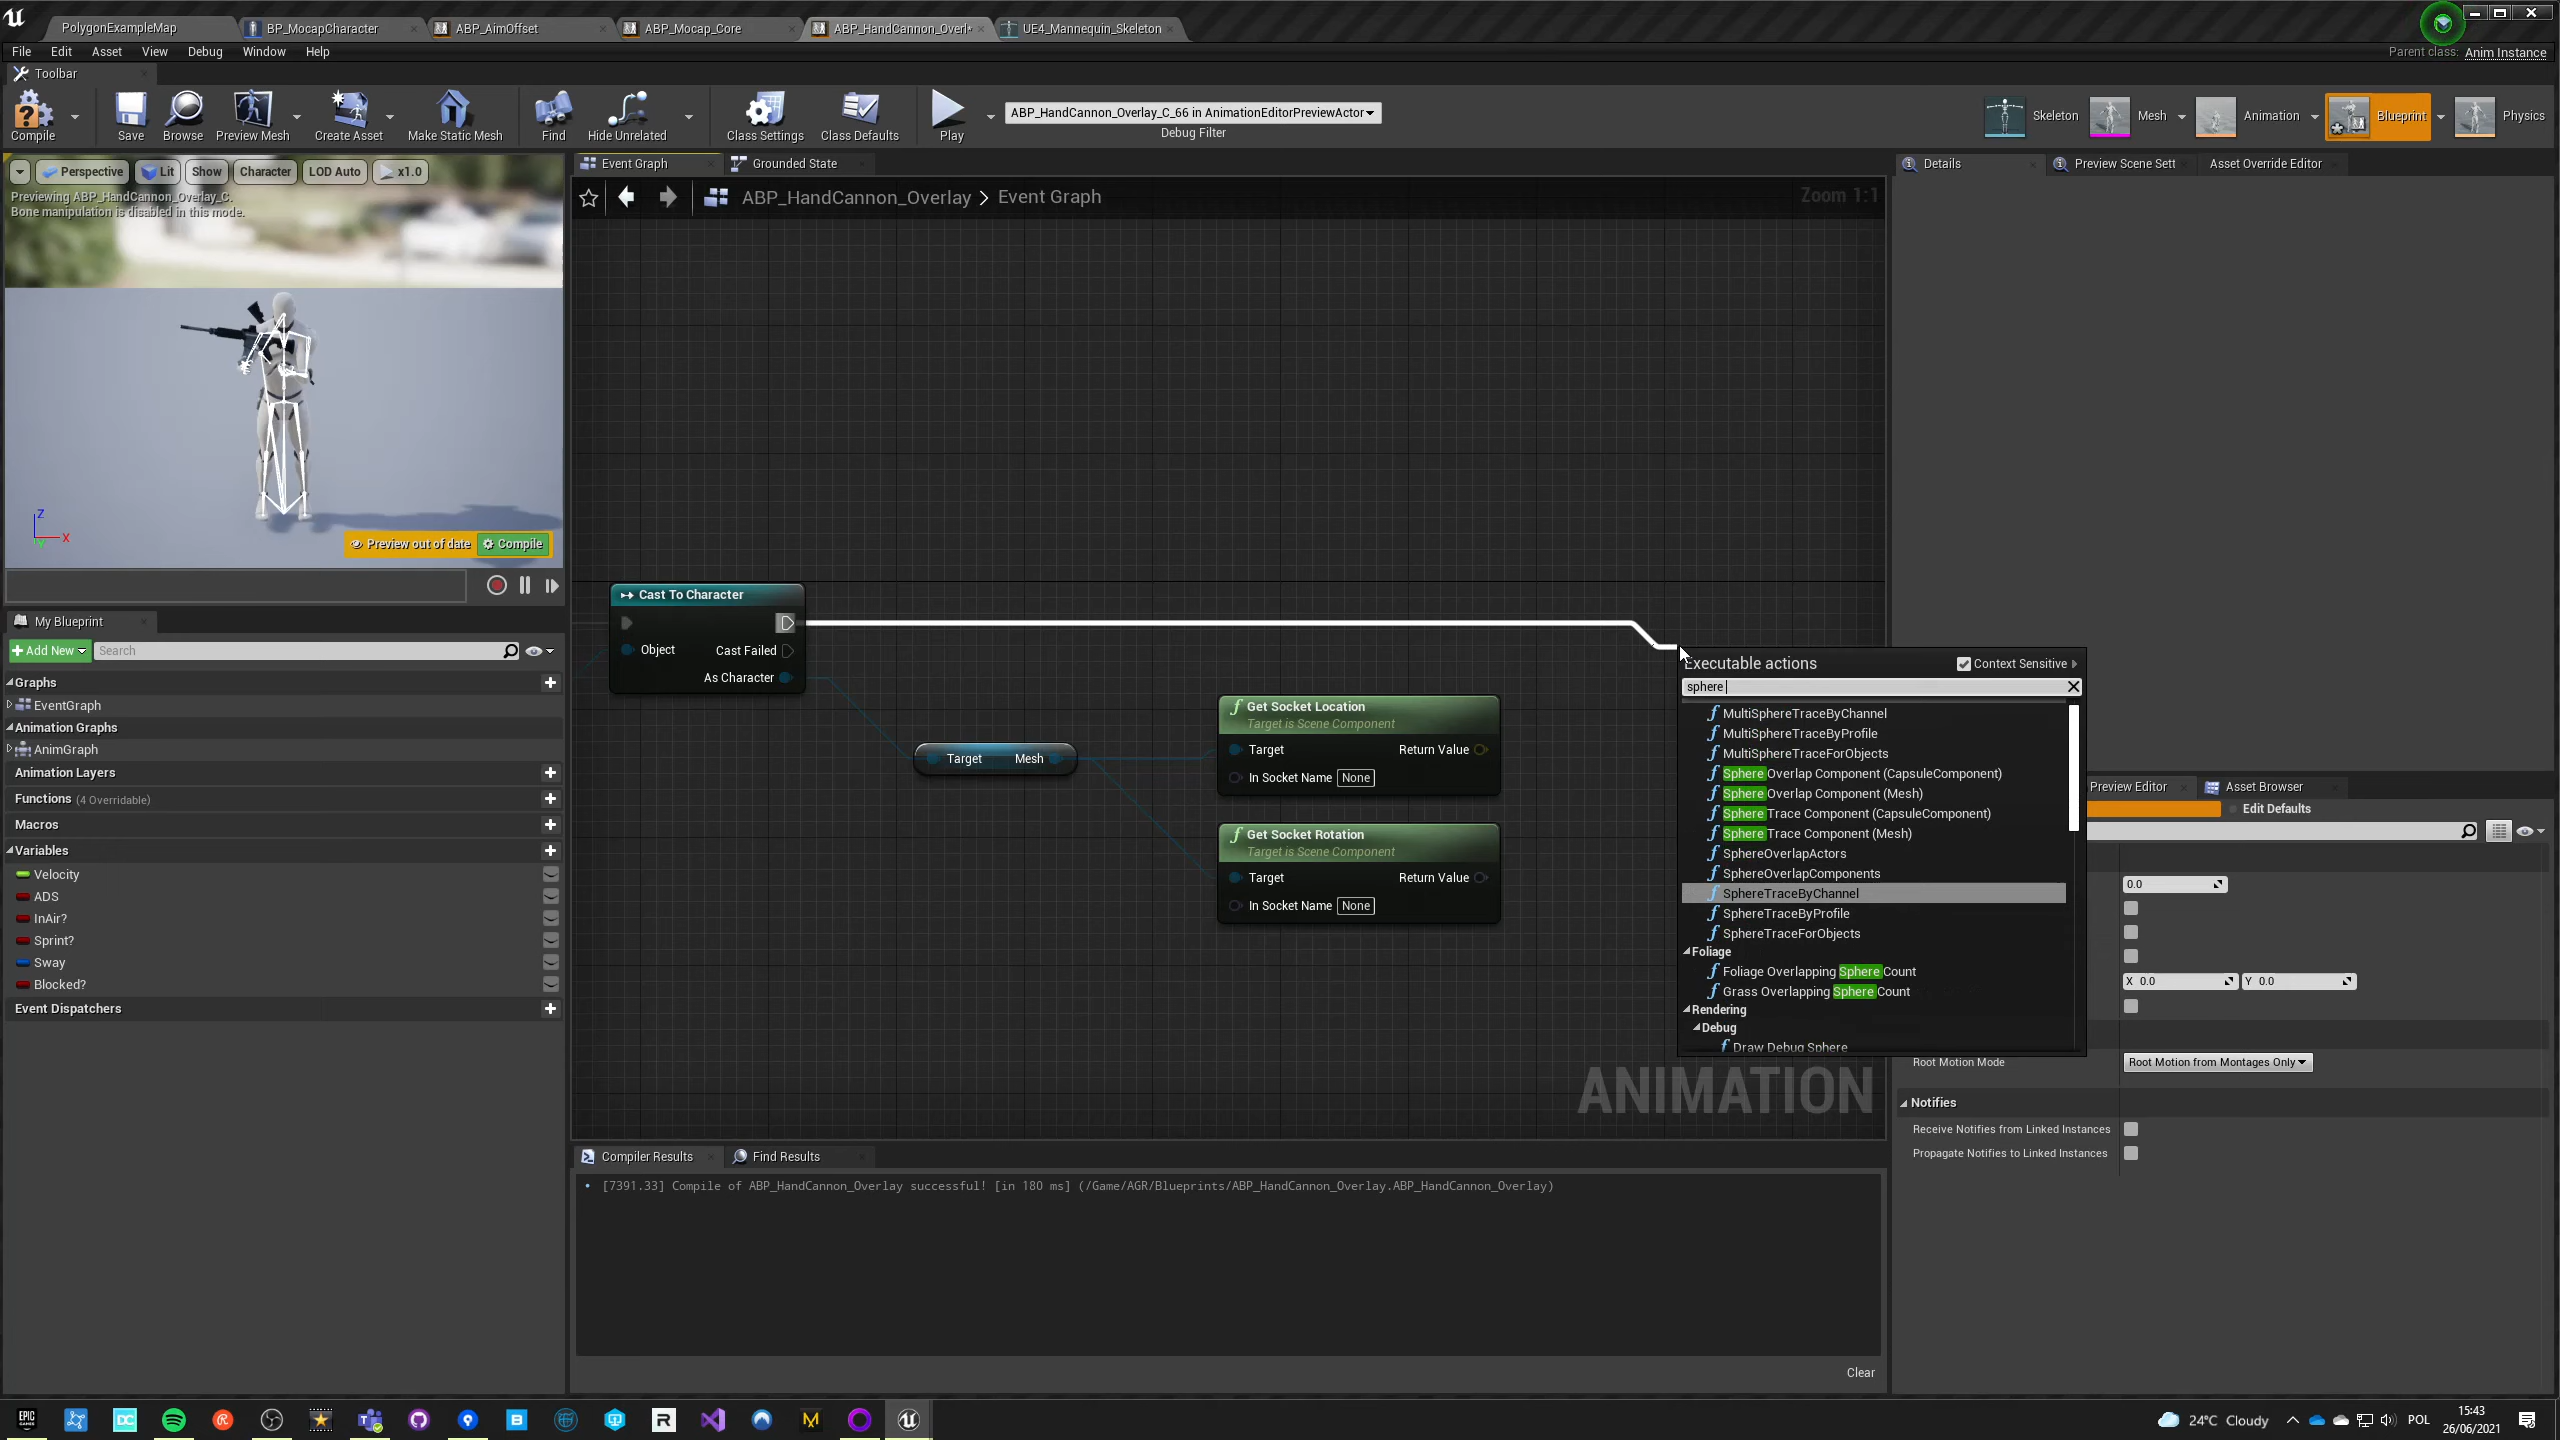 PolygonExampleMap
BP_MocapCharacter
ABP_AimOffset
ABP_Mocap_Core
ABP_HandCannon_Overl*
UE4_Mannequin_Skeleton
File Edit Asset View Debug Window Help
Parent class: Anim Instance
Toolbar
Compile
Save
Browse
Preview Mesh
Create Asset
Make Static Mesh
Find
Hide Unrelated
Class Settings
Class Defaults
Play
ABP_HandCannon_Overlay_C_66 in AnimationEditorPreviewActor
Debug Filter
Skeleton
Mesh
Animation
Blueprint
Physics
Perspective
Lit
Show
Character
LOD Auto
x1.0
Previewing ABP_HandCannon_Overlay_C.
Bone manipulation is disabled in this mode.
Z
X
Y
Preview out of date
Compile
Event Graph
Grounded State
ABP_HandCannon_Overlay > Event Graph
Zoom 1:1
Cast To Character
Object
Cast Failed
As Character
Target Mesh
Get Socket Location
Target is Scene Component
Target
Return Value
In Socket Name None
Get Socket Rotation
Target is Scene Component
Target
Return Value
In Socket Name None
ANIMATION
Executable actions
Context Sensitive
sphere
MultiSphereTraceByChannel
MultiSphereTraceByProfile
MultiSphereTraceForObjects
Sphere Overlap Component (CapsuleComponent)
Sphere Overlap Component (Mesh)
Sphere Trace Component (CapsuleComponent)
Sphere Trace Component (Mesh)
SphereOverlapActors
SphereOverlapComponents
SphereTraceByChannel
SphereTraceByProfile
SphereTraceForObjects
Foliage
Foliage Overlapping Sphere Count
Grass Overlapping Sphere Count
Rendering
Debug
Draw Debug Sphere
My Blueprint
Add New
Search
Graphs
EventGraph
Animation Graphs
AnimGraph
Animation Layers
Functions (4 Overridable)
Macros
Variables
Velocity
ADS
InAir?
Sprint?
Sway
Blocked?
Event Dispatchers
Compiler Results
Find Results
[7391.33] Compile of ABP_HandCannon_Overlay successful! [in 180 ms] (/Game/AGR/Blueprints/ABP_HandCannon_Overlay.ABP_HandCannon_Overlay)
Clear
Details
Preview Scene Sett
Asset Override Editor
Preview Editor
Asset Browser
Edit Defaults
0.0
X 0.0
Y 0.0
Root Motion Mode
Root Motion from Montages Only
Notifies
Receive Notifies from Linked Instances
Propagate Notifies to Linked Instances
EPIC
GAMES
DC
R
B
R
M
24°C Cloudy
POL
15:43
26/06/2021